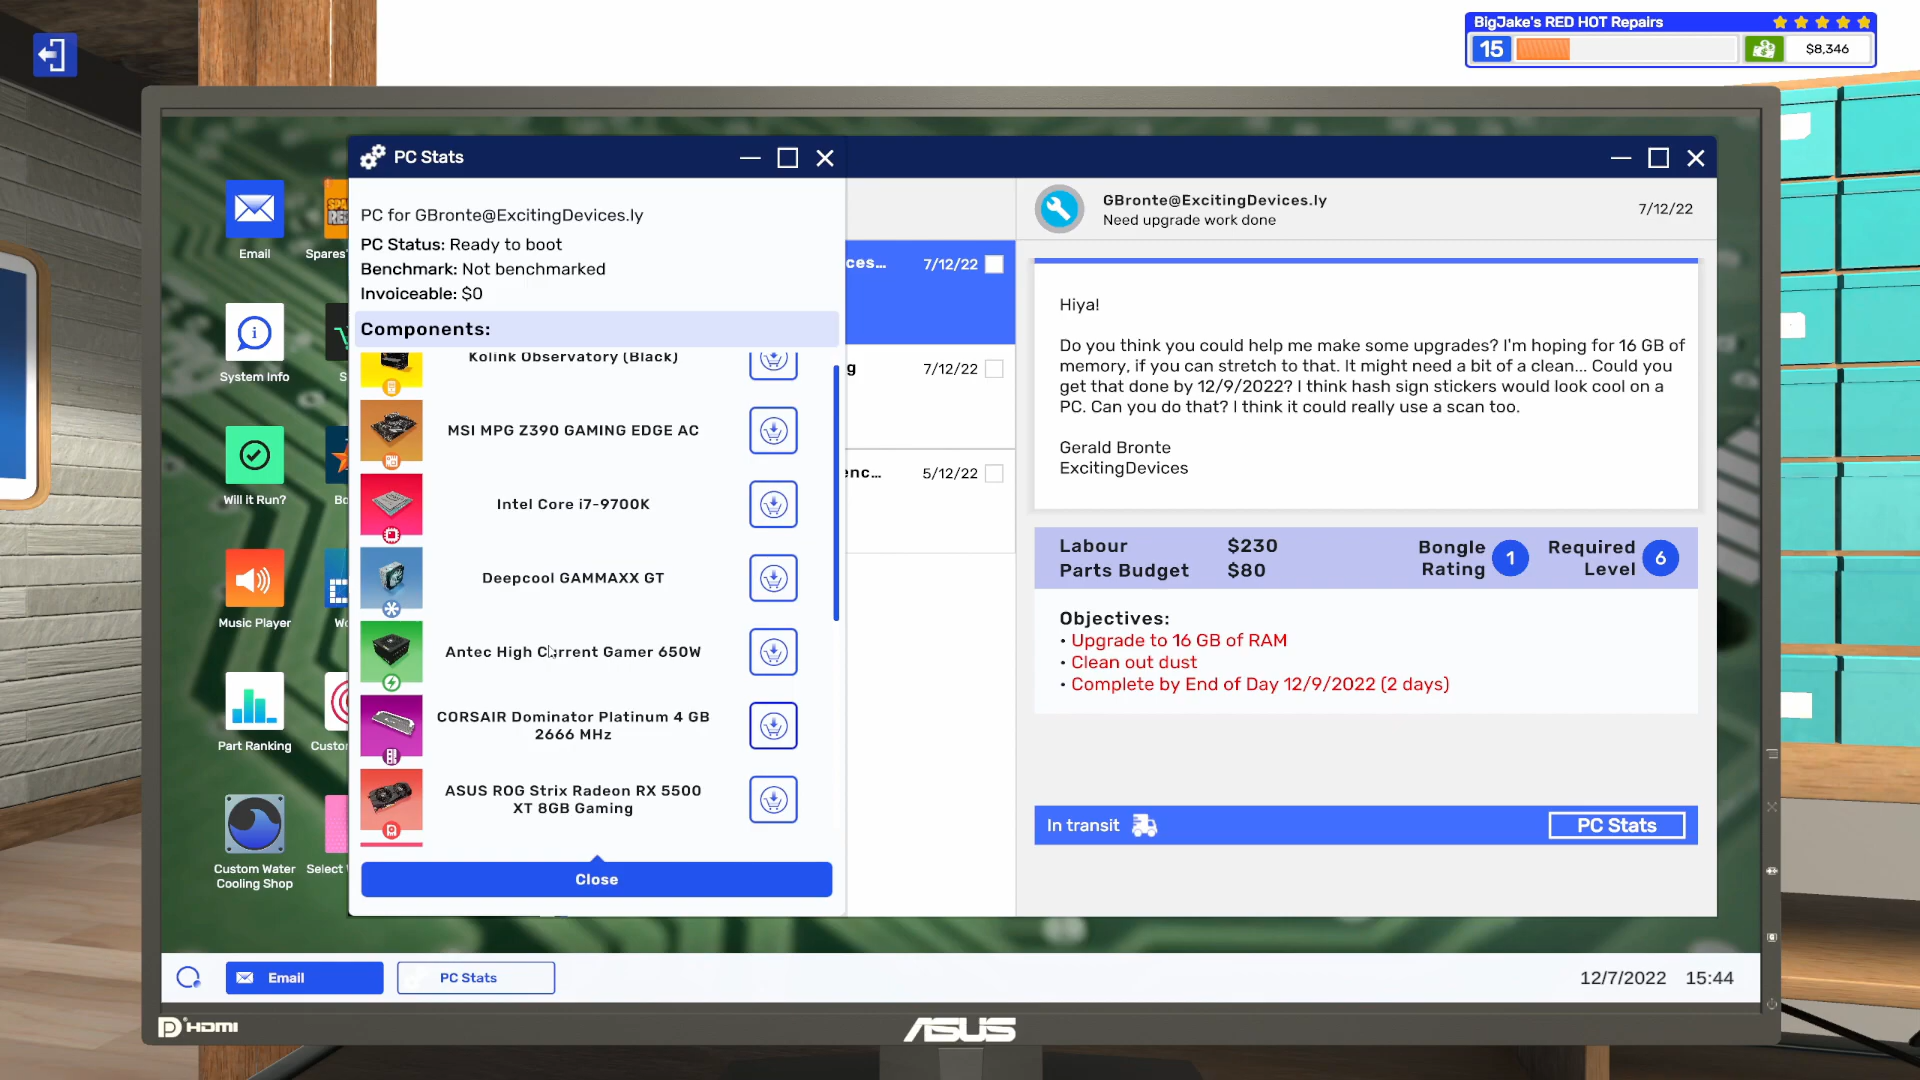 BigJake's RED HOT Repairs
15
$8,346
PC Stats
PC for GBronte@ExcitingDevices.ly
PC Status: Ready to boot
Benchmark: Not benchmarked
Invoiceable: $0
Components:
Kolink Observatory (Black)
MSI MPG Z390 GAMING EDGE AC
Intel Core i7-9700K
Deepcool GAMMAXX GT
Antec High Current Gamer 650W
CORSAIR Dominator Platinum 4 GB
2666 MHz
ASUS ROG Strix Radeon RX 5500
XT 8GB Gaming
Close
Email
Spares
System Info
S
Will it Run?
Bo
Music Player
Wo
Part Ranking
Custo
Custom Water
Cooling Shop
Select
ces...
7/12/22
g
7/12/22
enc...
5/12/22
GBronte@ExcitingDevices.ly
Need upgrade work done
7/12/22
Hiya!
Do you think you could help me make some upgrades? I'm hoping for 16 GB of
memory, if you can stretch to that. It might need a bit of a clean... Could you
get that done by 12/9/2022? I think hash sign stickers would look cool on a
PC. Can you do that? I think it could really use a scan too.
Gerald Bronte
ExcitingDevices
Labour $230
Parts Budget $80
Bongle
Rating
1
Required
Level
6
Objectives:
• Upgrade to 16 GB of RAM
• Clean out dust
• Complete by End of Day 12/9/2022 (2 days)
In transit
PC Stats
Email
PC Stats
12/7/2022 15:44
HDMI
ASUS